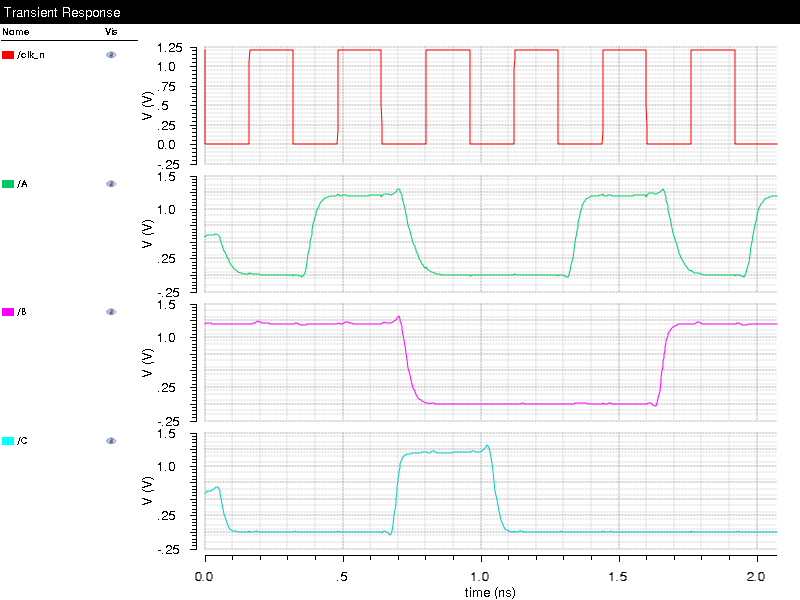 Transient Response
Name Vis
/clk_n
1.25
1.0
.75
.5
.25
0.0
-.25
V (V)
/A
1.5
1.0
.25
-.25
V (V)
/B
1.5
1.0
.25
-.25
V (V)
/C
1.5
1.0
.25
-.25
V (V)
0.0 .5 1.0 1.5 2.0
time (ns)